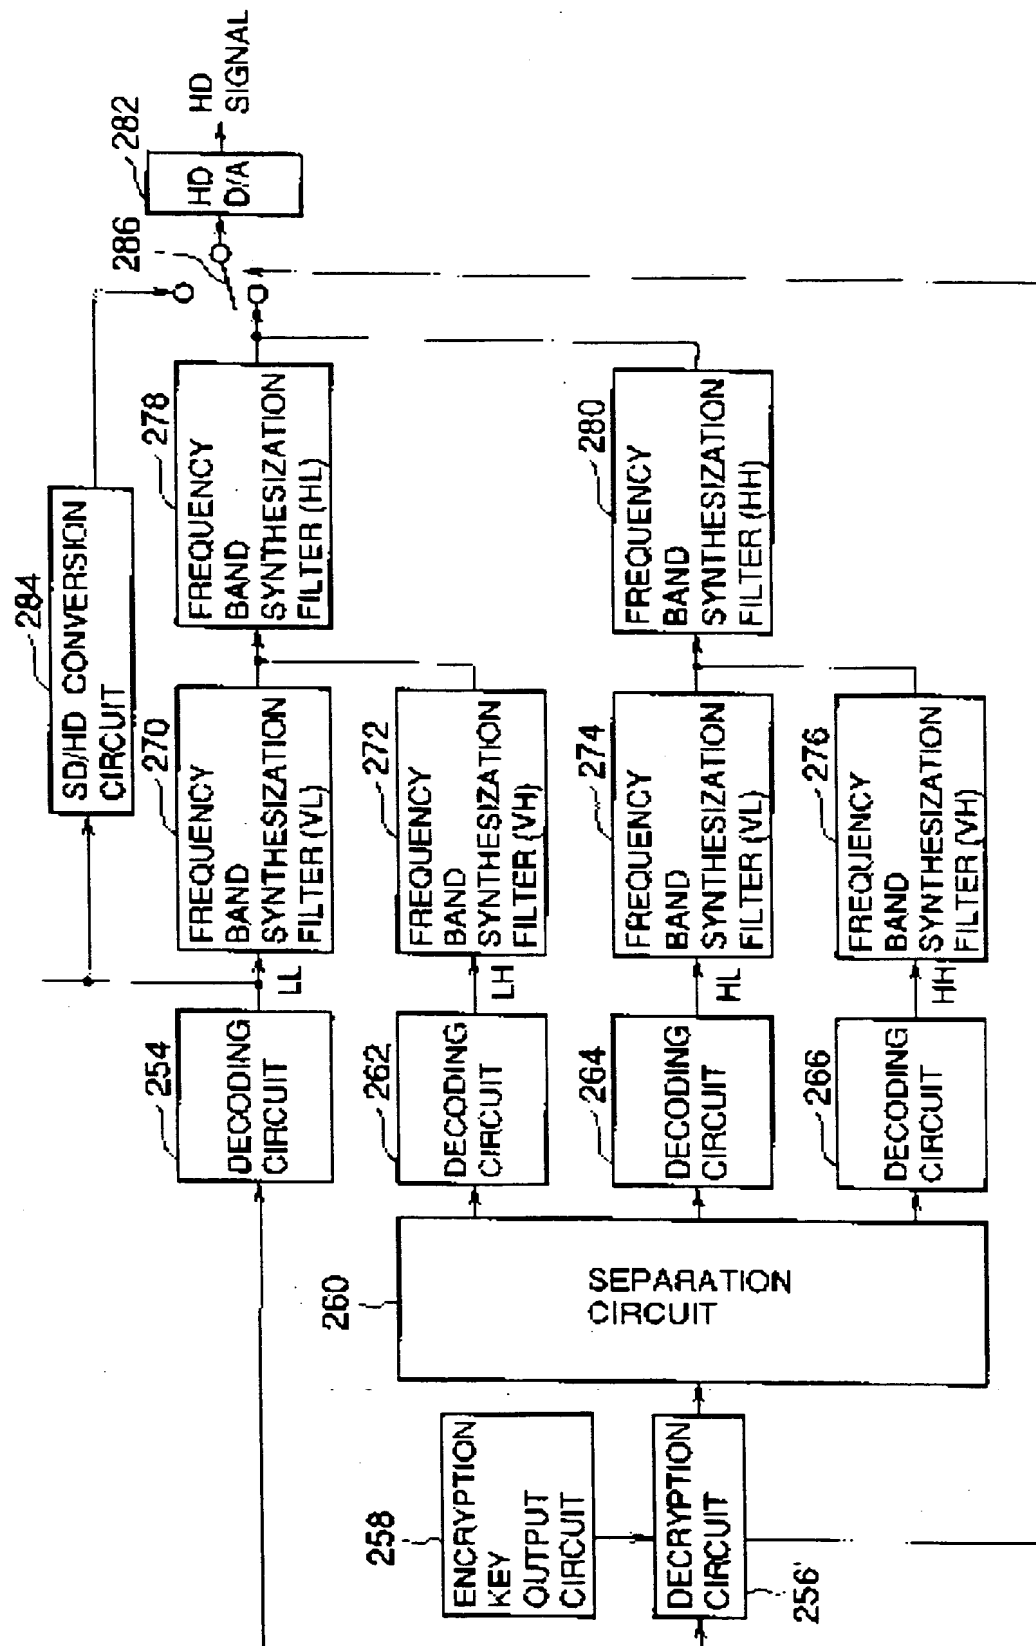 284
SD/HD CONVERSION
CIRCUIT
286
282
HD
D/A
HD
SIGNAL
254
DECODING
CIRCUIT
LL
270
FREQUENCY
BAND
SYNTHESIZATION
FILTER (VL)
278
FREQUENCY
BAND
SYNTHESIZATION
FILTER (HL)
258
ENCRYPTION
KEY
OUTPUT
CIRCUIT
260
SEPARATION
CIRCUIT
262
DECODING
CIRCUIT
LH
272
FREQUENCY
BAND
SYNTHESIZATION
FILTER (VH)
256'
DECRYPTION
CIRCUIT
264
DECODING
CIRCUIT
HL
274
FREQUENCY
BAND
SYNTHESIZATION
FILTER (VL)
280
FREQUENCY
BAND
SYNTHESIZATION
FILTER (HH)
266
DECODING
CIRCUIT
HH
276
FREQUENCY
BAND
SYNTHESIZATION
FILTER (VH)